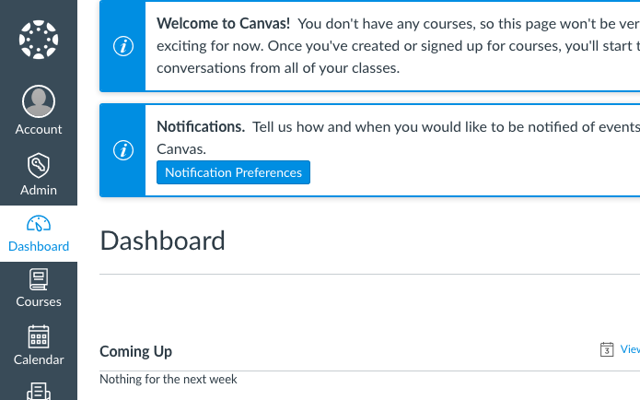 Welcome to Canvas! You don't have any courses, so this page won't be
exciting for now. Once you've created or signed up for courses, you'll start
conversations from all of your classes.
Notifications. Tell us how and when you would like to be notified of events
Canvas.
Notification Preferences
Account
Admin
Dashboard
Courses
Calendar
Dashboard
Coming Up
3
View
Nothing for the next week